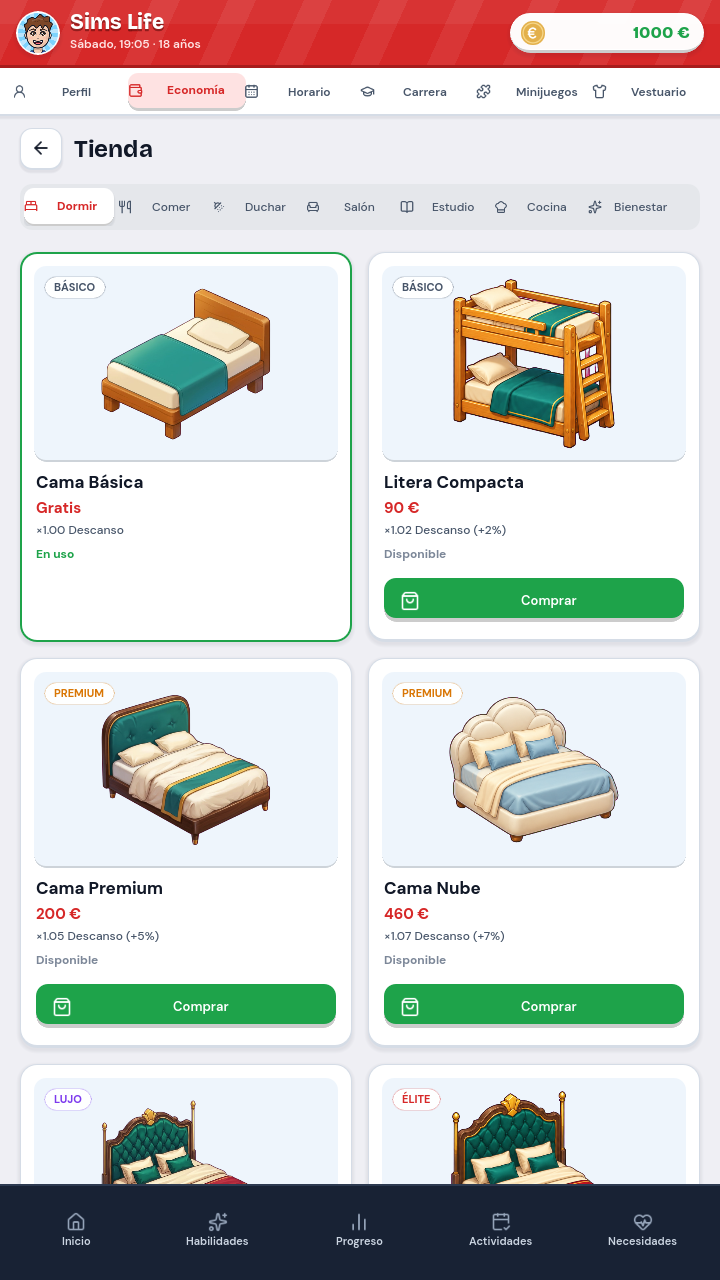 Sims Life
Sábado, 19:05 · 18 años
€ 1000 €
Perfil Economía Horario Carrera Minijuegos Vestuario
Tienda
Dormir Comer Duchar Salón Estudio Cocina Bienestar
BÁSICO
Cama Básica
Gratis
×1.00 Descanso
En uso
BÁSICO
Litera Compacta
90 €
×1.02 Descanso (+2%)
Disponible
Comprar
PREMIUM
Cama Premium
200 €
×1.05 Descanso (+5%)
Disponible
Comprar
PREMIUM
Cama Nube
460 €
×1.07 Descanso (+7%)
Disponible
Comprar
LUJO
ÉLITE
Inicio Habilidades Progreso Actividades Necesidades